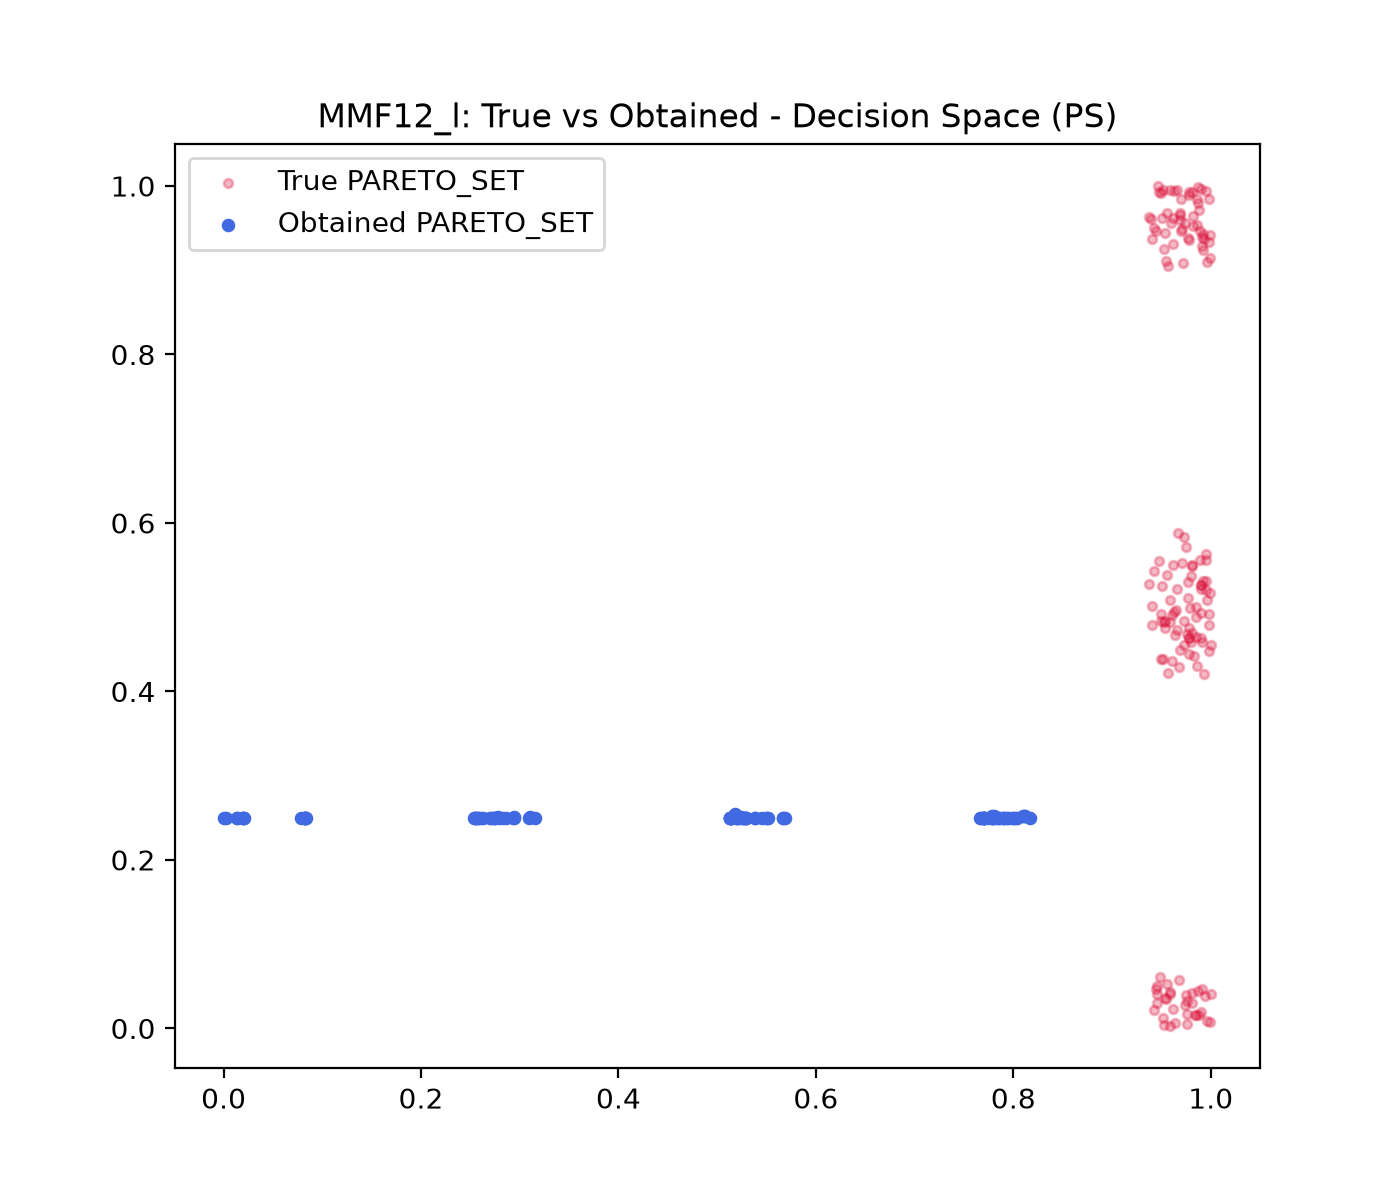 MMF12_l: True vs Obtained - Decision Space (PS)
True PARETO_SET
Obtained PARETO_SET
1.0
0.8
0.6
0.4
0.2
0.0
0.0 0.2 0.4 0.6 0.8 1.0